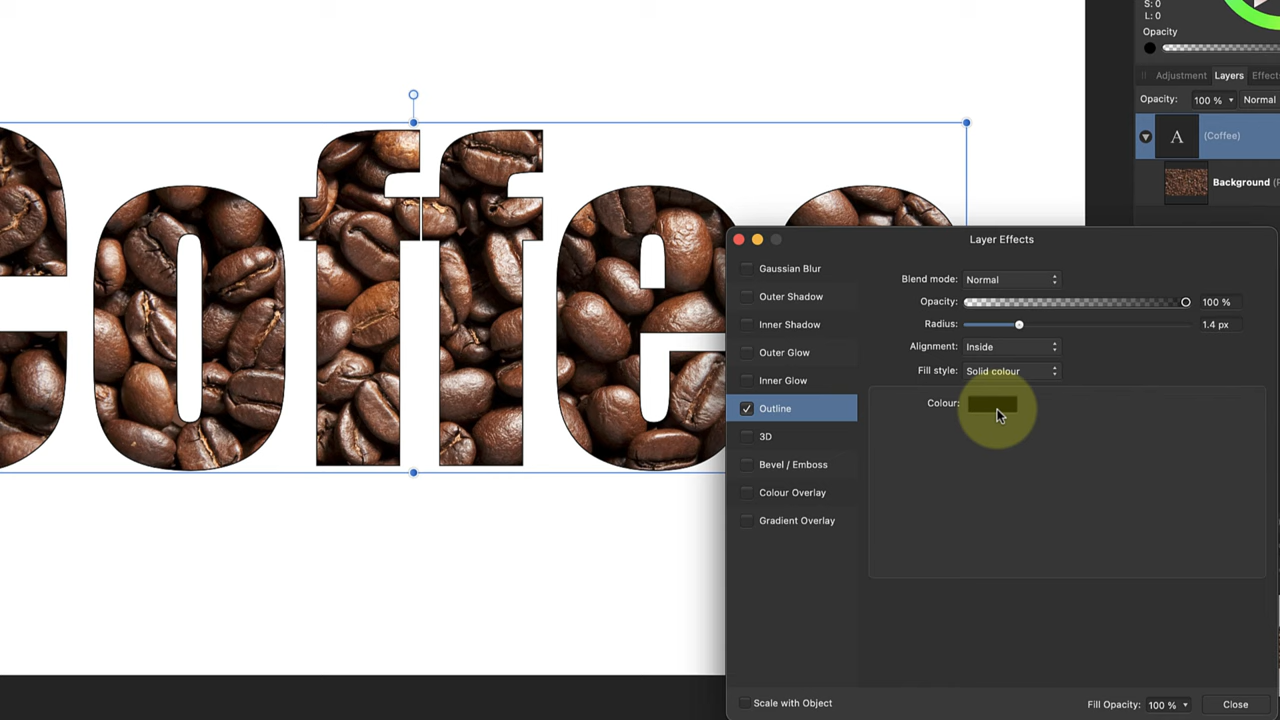 S: 0
L: 0
Opacity
Adjustment Layers Effects
Opacity: 100 % Normal
A (Coffee)
Background
Coffee
Layer Effects
Gaussian Blur
Outer Shadow
Inner Shadow
Outer Glow
Inner Glow
Outline
3D
Bevel / Emboss
Colour Overlay
Gradient Overlay
Blend mode: Normal
Opacity: 100 %
Radius: 1.4 px
Alignment: Inside
Fill style: Solid colour
Colour:
Scale with Object
Fill Opacity: 100 %
Close